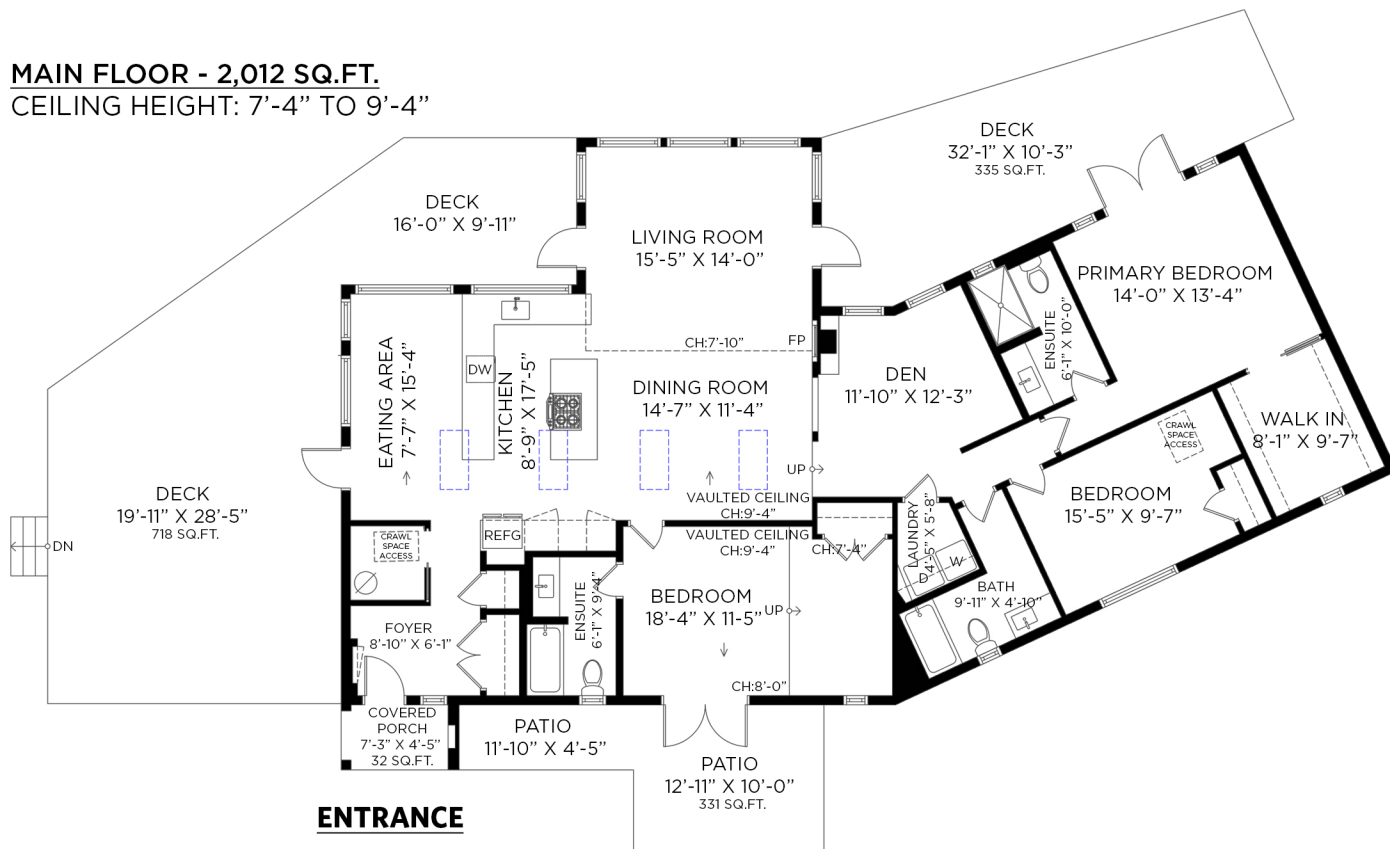 MAIN FLOOR - 2,012 SQ.FT.
CEILING HEIGHT: 7'-4" TO 9'-4"
DECK
32'-1" X 10'-3"
335 SQ.FT.
DECK
16'-0" X 9'-11"
LIVING ROOM
15'-5" X 14'-0"
PRIMARY BEDROOM
14'-0" X 13'-4"
ENSUITE
6'-1" X 10'-0"
CH:7'-10"
FP
EATING AREA
7'-7" X 15'-4"
DW
KITCHEN
8'-9" X 17'-5"
DINING ROOM
14'-7" X 11'-4"
DEN
11'-10" X 12'-3"
WALK IN
8'-1" X 9'-7"
CRAWL
SPACE
ACCESS
UP
BEDROOM
15'-5" X 9'-7"
DECK
19'-11" X 28'-5"
718 SQ.FT.
DN
VAULTED CEILING
CH:9'-4"
VAULTED CEILING
CH:9'-4"
CH:7'-4"
REFG
CRAWL
SPACE
ACCESS
LAUNDRY
4'-5" X 5'-8"
D
W
BATH
9'-11" X 4'-10"
ENSUITE
6'-1" X 9'-4"
BEDROOM
18'-4" X 11-5"
UP
FOYER
8'-10" X 6'-1"
CH:8'-0"
COVERED
PORCH
7'-3" X 4'-5"
32 SQ.FT.
PATIO
11'-10" X 4'-5"
PATIO
12'-11" X 10'-0"
331 SQ.FT.
ENTRANCE